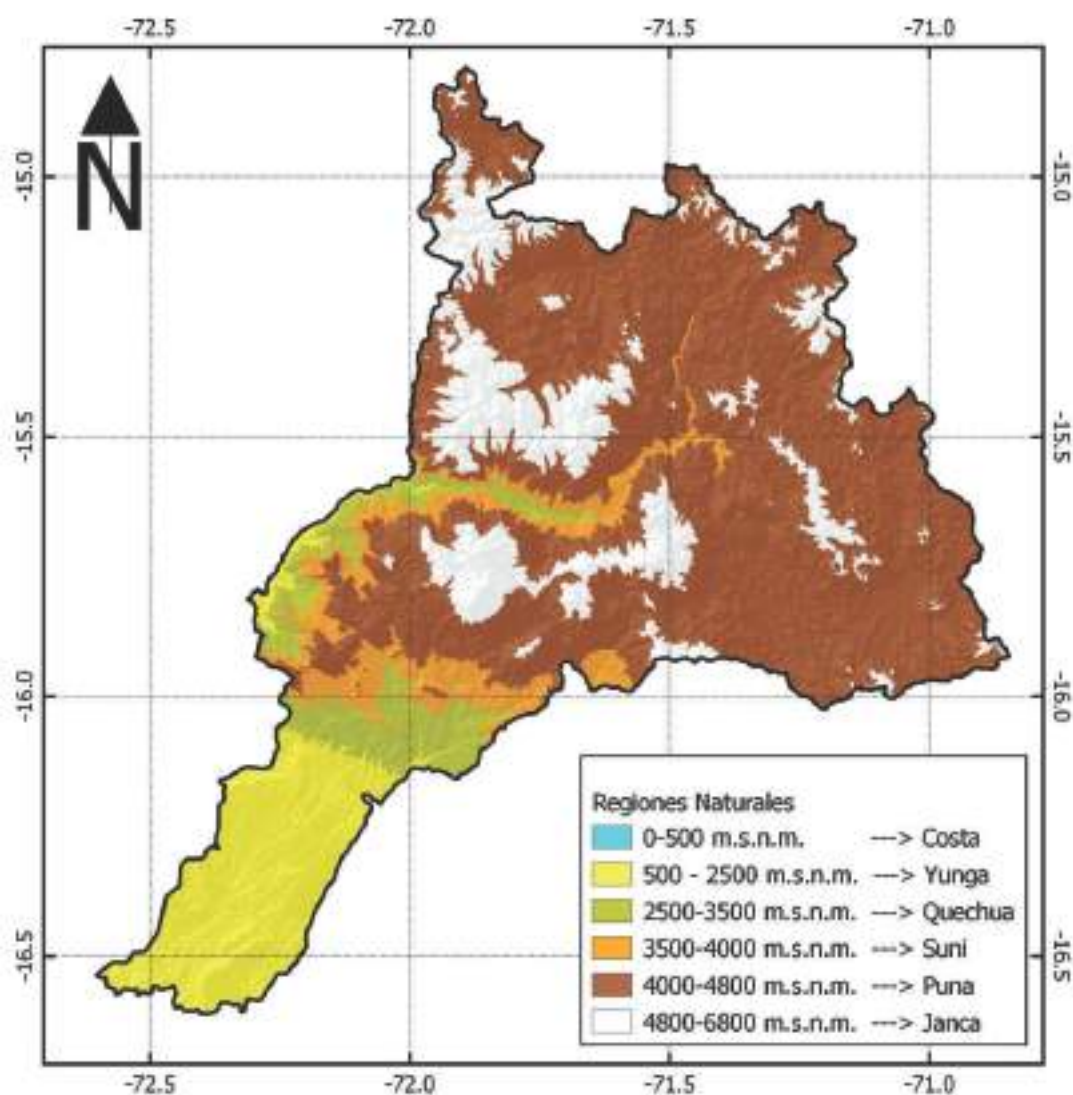 -72.5 -72.0 -71.5 -71.0
N
-15.0 -15.0
-15.5 -15.5
-16.0 -16.0
-16.5 -16.5
Regiones Naturales
0-500 m.s.n.m. ---> Costa
500 - 2500 m.s.n.m. ---> Yunga
2500-3500 m.s.n.m. ---> Quechua
3500-4000 m.s.n.m. ---> Suni
4000-4800 m.s.n.m. ---> Puna
4800-6800 m.s.n.m. ---> Janca
-72.5 -72.0 -71.5 -71.0